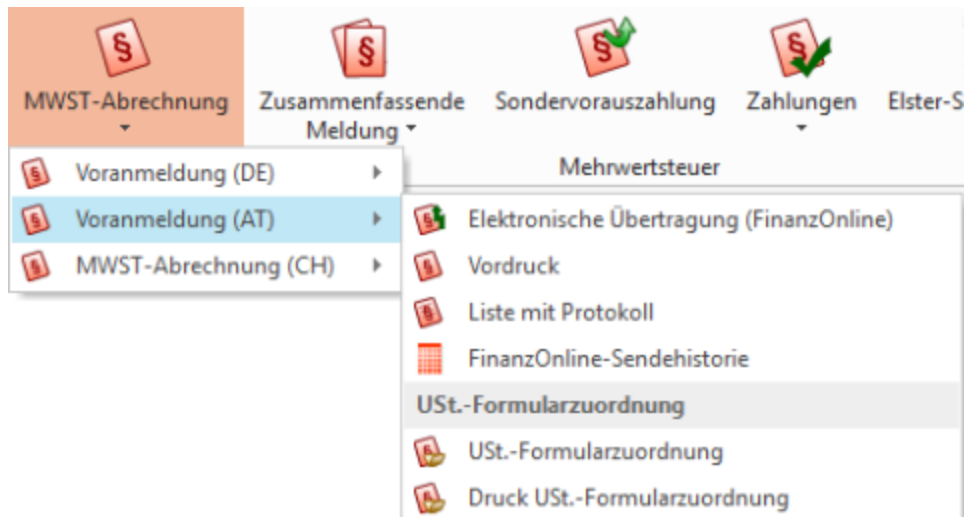 MWST-Abrechnung
Zusammenfassende
Meldung
Sondervorauszahlung
Zahlungen
Elster-S
Mehrwertsteuer
Voranmeldung (DE)
Voranmeldung (AT)
MWST-Abrechnung (CH)
Elektronische Übertragung (FinanzOnline)
Vordruck
Liste mit Protokoll
FinanzOnline-Sendehistorie
USt.-Formularzuordnung
USt.-Formularzuordnung
Druck USt.-Formularzuordnung